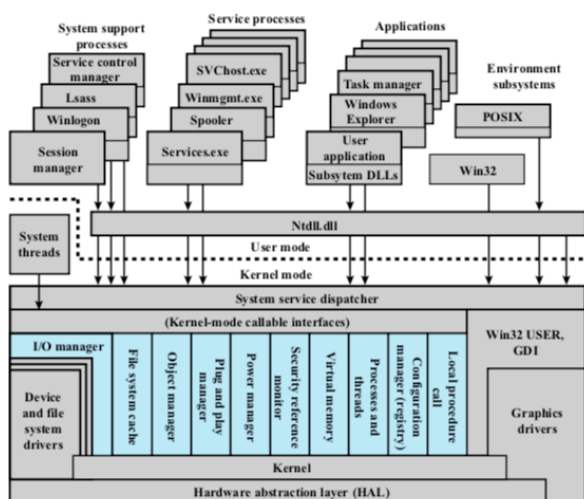 System support
processes
Service processes
Applications
Environment
subsystems
Service control
manager
Lsass
Winlogon
Session
manager
SVChost.exe
Winmgmt.exe
Spooler
Services.exe
Task manager
Windows
Explorer
User
application
Subsytem DLLs
POSIX
Win32
System
threads
Ntdll.dll
User mode
Kernel mode
System service dispatcher
(Kernel-mode callable interfaces)
Win32 USER,
GDI
I/O manager
Device and
file system
drivers
File system cache
Object manager
Plug and play
manager
Power manager
Security reference
monitor
Virtual memory
Processes and
threads
Configuration
manager (registry)
Local procedure
call
Graphics
drivers
Kernel
Hardware abstraction layer (HAL)